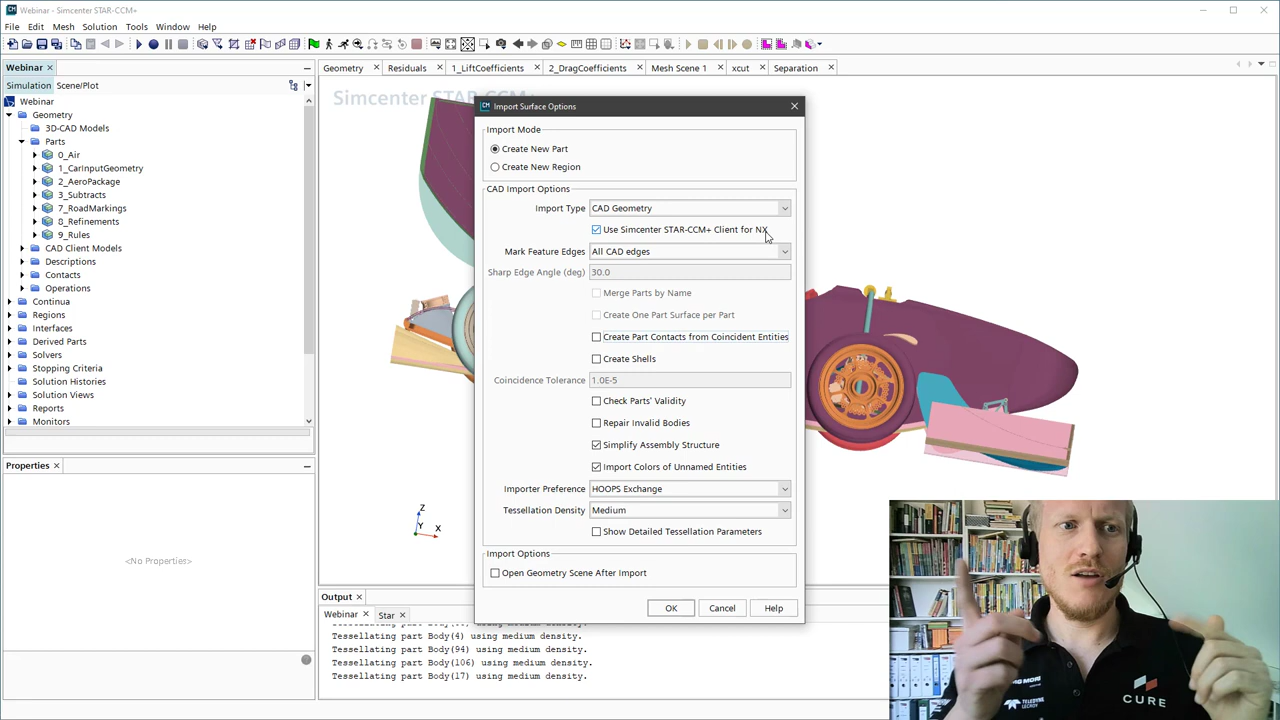 Webinar - Simcenter STAR-CCM+
File Edit Mesh Solution Tools Window Help
Webinar
Geometry Residuals 1_LiftCoefficients 2_DragCoefficients Mesh Scene 1 xcut Separation
Simulation Scene/Plot
Simcenter STAR-CCM+
Webinar
Geometry
3D-CAD Models
Parts
0_Air
1_CarInputGeometry
2_AeroPackage
3_Subtracts
7_RoadMarkings
8_Refinements
9_Rules
CAD Client Models
Descriptions
Contacts
Operations
Continua
Regions
Interfaces
Derived Parts
Solvers
Stopping Criteria
Solution Histories
Solution Views
Reports
Monitors
Properties
<No Properties>
CM Import Surface Options
Import Mode
Create New Part
Create New Region
CAD Import Options
Import Type CAD Geometry
Use Simcenter STAR-CCM+ Client for NX
Mark Feature Edges All CAD edges
Sharp Edge Angle (deg) 30.0
Merge Parts by Name
Create One Part Surface per Part
Create Part Contacts from Coincident Entities
Create Shells
Coincidence Tolerance 1.0E-5
Check Parts' Validity
Repair Invalid Bodies
Simplify Assembly Structure
Import Colors of Unnamed Entities
Importer Preference HOOPS Exchange
Tessellation Density Medium
Show Detailed Tessellation Parameters
Import Options
Open Geometry Scene After Import
OK Cancel Help
Z
Y X
Output
Webinar Star
Tessellating part Body(4) using medium density.
Tessellating part Body(94) using medium density.
Tessellating part Body(106) using medium density.
Tessellating part Body(17) using medium density.
TELEDYNE
LECROY
CURE